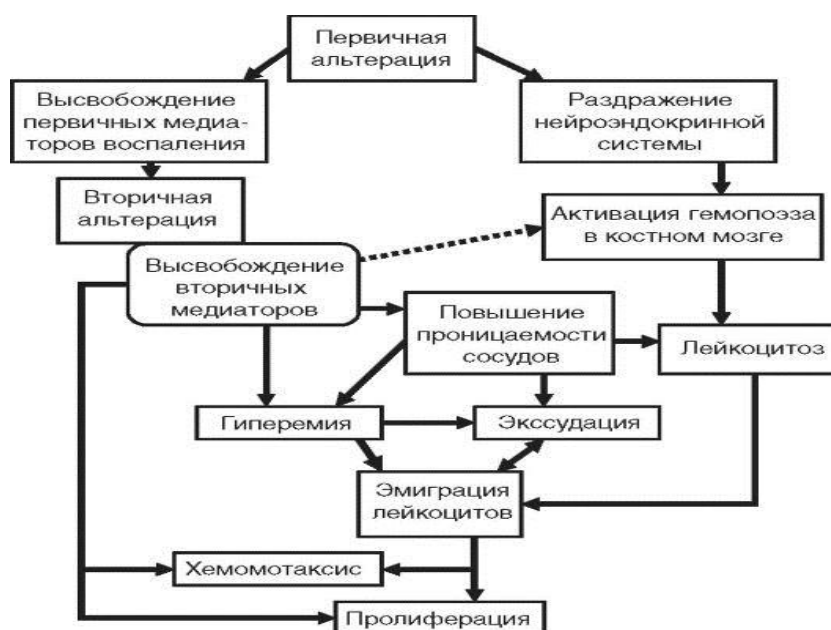 Первичная
альтерация
Высвобождение
первичных медиа-
торов воспаления
Раздражение
нейроэндокринной
системы
Вторичная
альтерация
Активация гемопоэза
в костном мозге
Высвобождение
вторичных
медиаторов
Повышение
проницаемости
сосудов
Лейкоцитоз
Гиперемия
Экссудация
Эмиграция
лейкоцитов
Хемомотаксис
Пролиферация